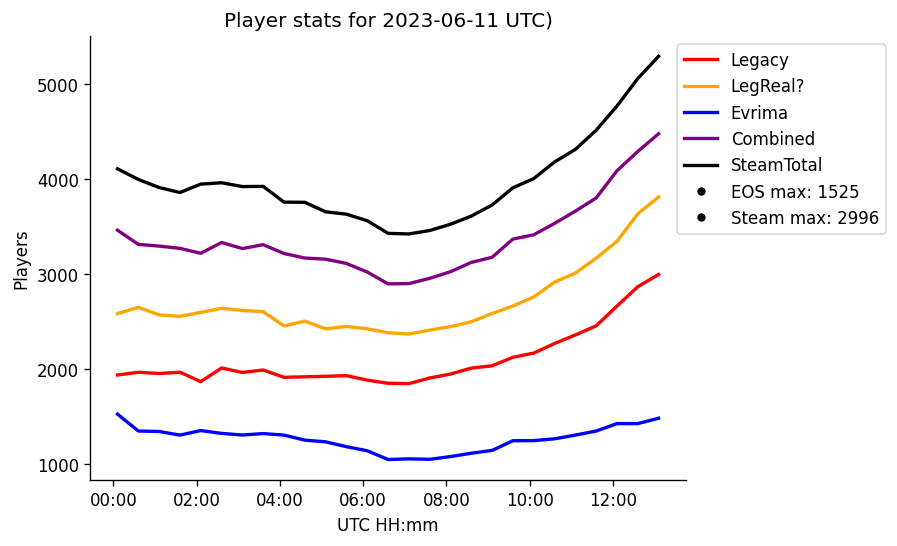 Player stats for 2023-06-11 UTC)
Legacy
LegReal?
Evrima
Combined
SteamTotal
EOS max: 1525
Steam max: 2996
Players
5000
4000
3000
2000
1000
00:00 02:00 04:00 06:00 08:00 10:00 12:00
UTC HH:mm